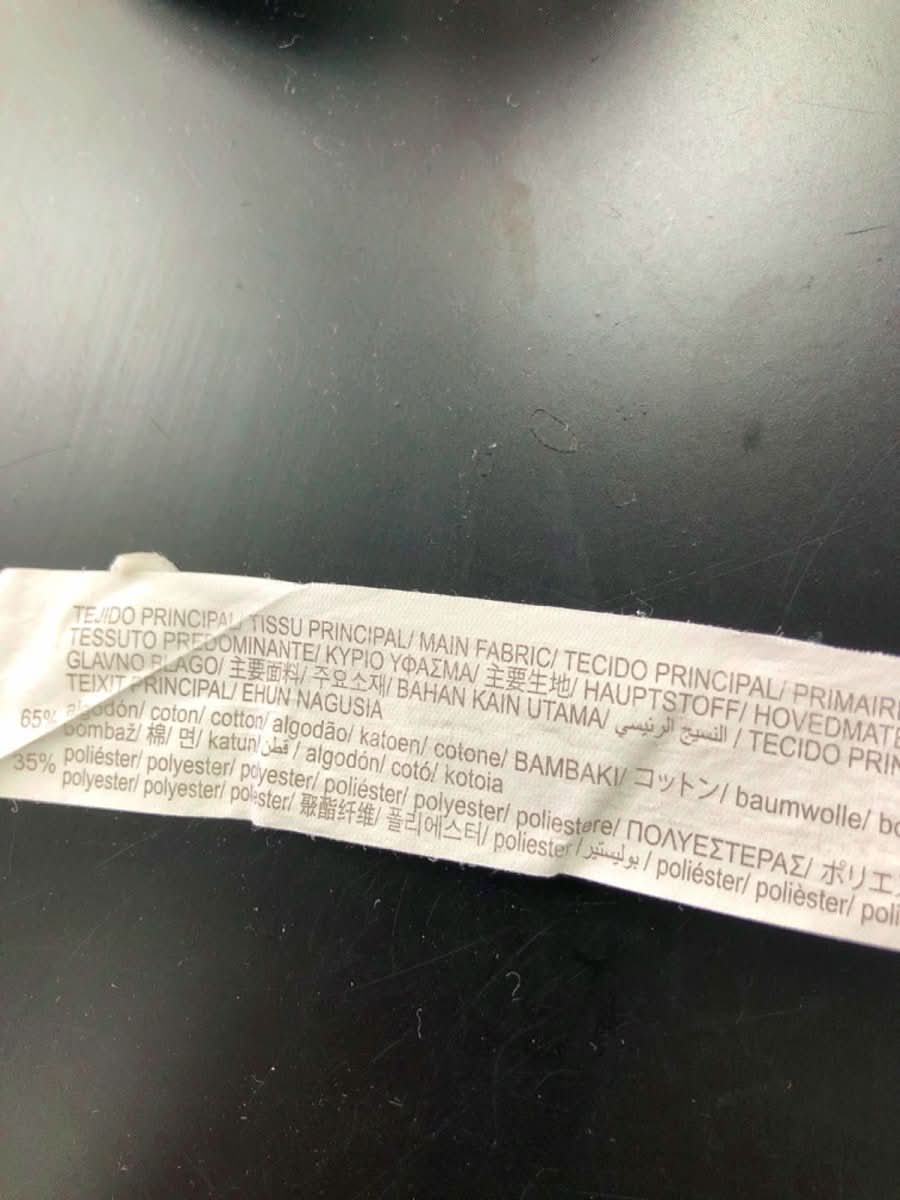 TEJIDO PRINCIPAL/ TISSU PRINCIPAL/ MAIN FABRIC/ TECIDO PRINCIPAL/ PRIMAIR
TESSUTO PREDOMINANTE/ ΚΥΡΙΟ ΥΦΑΣΜΑ/ 主要生地/ HAUPTSTOFF/ HOVEDMATE
GLAVNO BLAGO/ 主要面料/ 주요소재/ BAHAN KAIN UTAMA/ النسيج الرئيسي / TECIDO PRIN
TEIXIT PRINCIPAL/ EHUN NAGUSIA
65% algodón/ coton/ cotton/ algodão/ katoen/ cotone/ BAMBAKI/ コットン/ baumwolle/ bo
bombaž/ 棉/ 면/ katun/ قطن / algodón/ cotó/ kotoia
35% poliéster/ polyester/ polyester/ poliéster/ polyester/ poliestere/ ΠΟΛΥΕΣΤΕΡΑΣ/ ポリエ
polyester/ polyester/ poliester/ 聚酯纤维/ 폴리에스터/ poliester / بوليستير / poliéster/ polièster/ poli